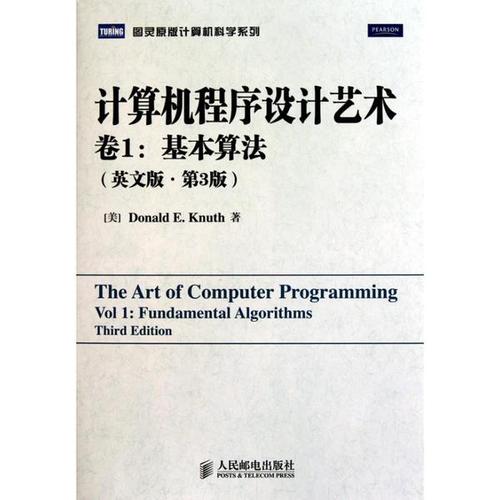 TURING 图灵原版计算机科学系列
PEARSON
计算机程序设计艺术
卷1：基本算法
（英文版·第3版）
[美] Donald E. Knuth 著
The Art of Computer Programming
Vol 1: Fundamental Algorithms
Third Edition
人民邮电出版社
POSTS & TELECOM PRESS